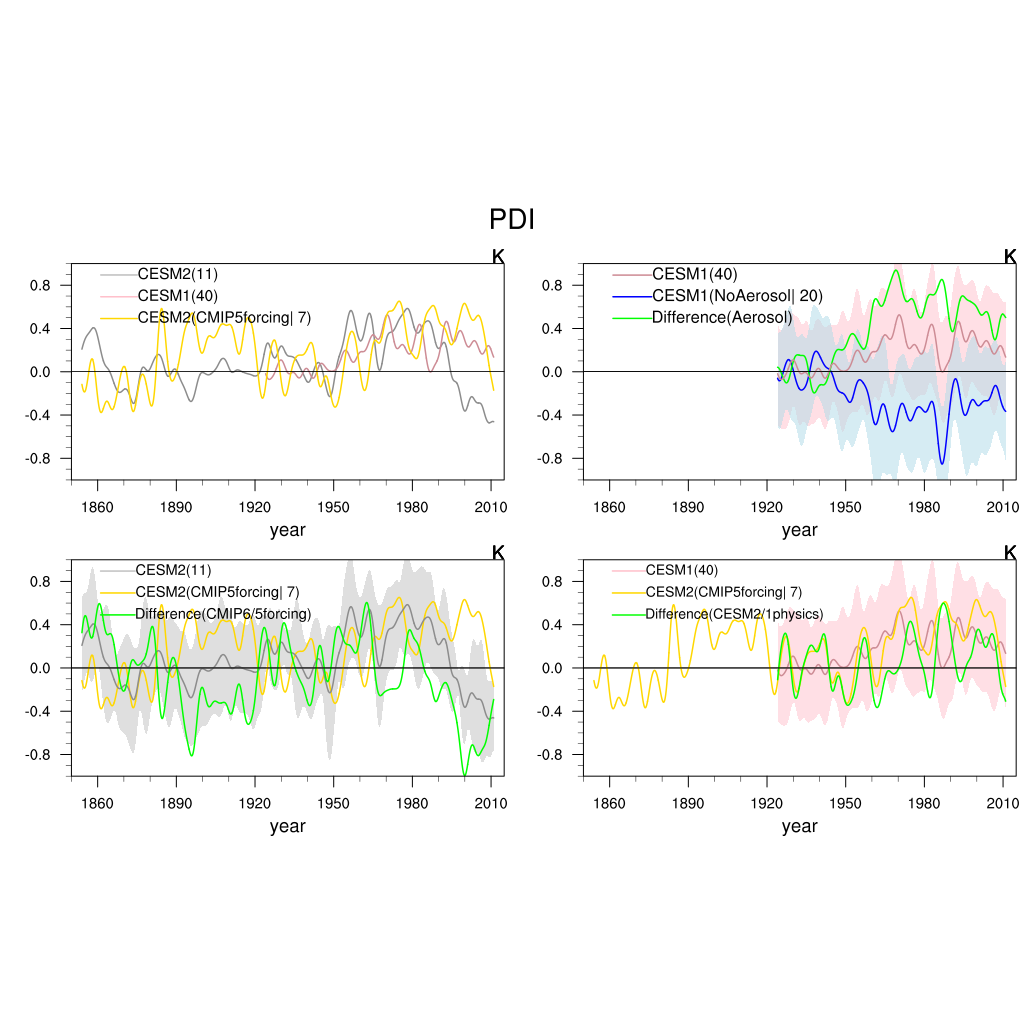 PDI
K
CESM2(11)
CESM1(40)
CESM2(CMIP5forcing| 7)
0.8
0.4
0.0
-0.4
-0.8
1860 1890 1920 1950 1980 2010
year
K
CESM1(40)
CESM1(NoAerosol| 20)
Difference(Aerosol)
0.8
0.4
0.0
-0.4
-0.8
1860 1890 1920 1950 1980 2010
year
K
CESM2(11)
CESM2(CMIP5forcing| 7)
Difference(CMIP6/5forcing)
0.8
0.4
0.0
-0.4
-0.8
1860 1890 1920 1950 1980 2010
year
K
CESM1(40)
CESM2(CMIP5forcing| 7)
Difference(CESM2/1physics)
0.8
0.4
0.0
-0.4
-0.8
1860 1890 1920 1950 1980 2010
year